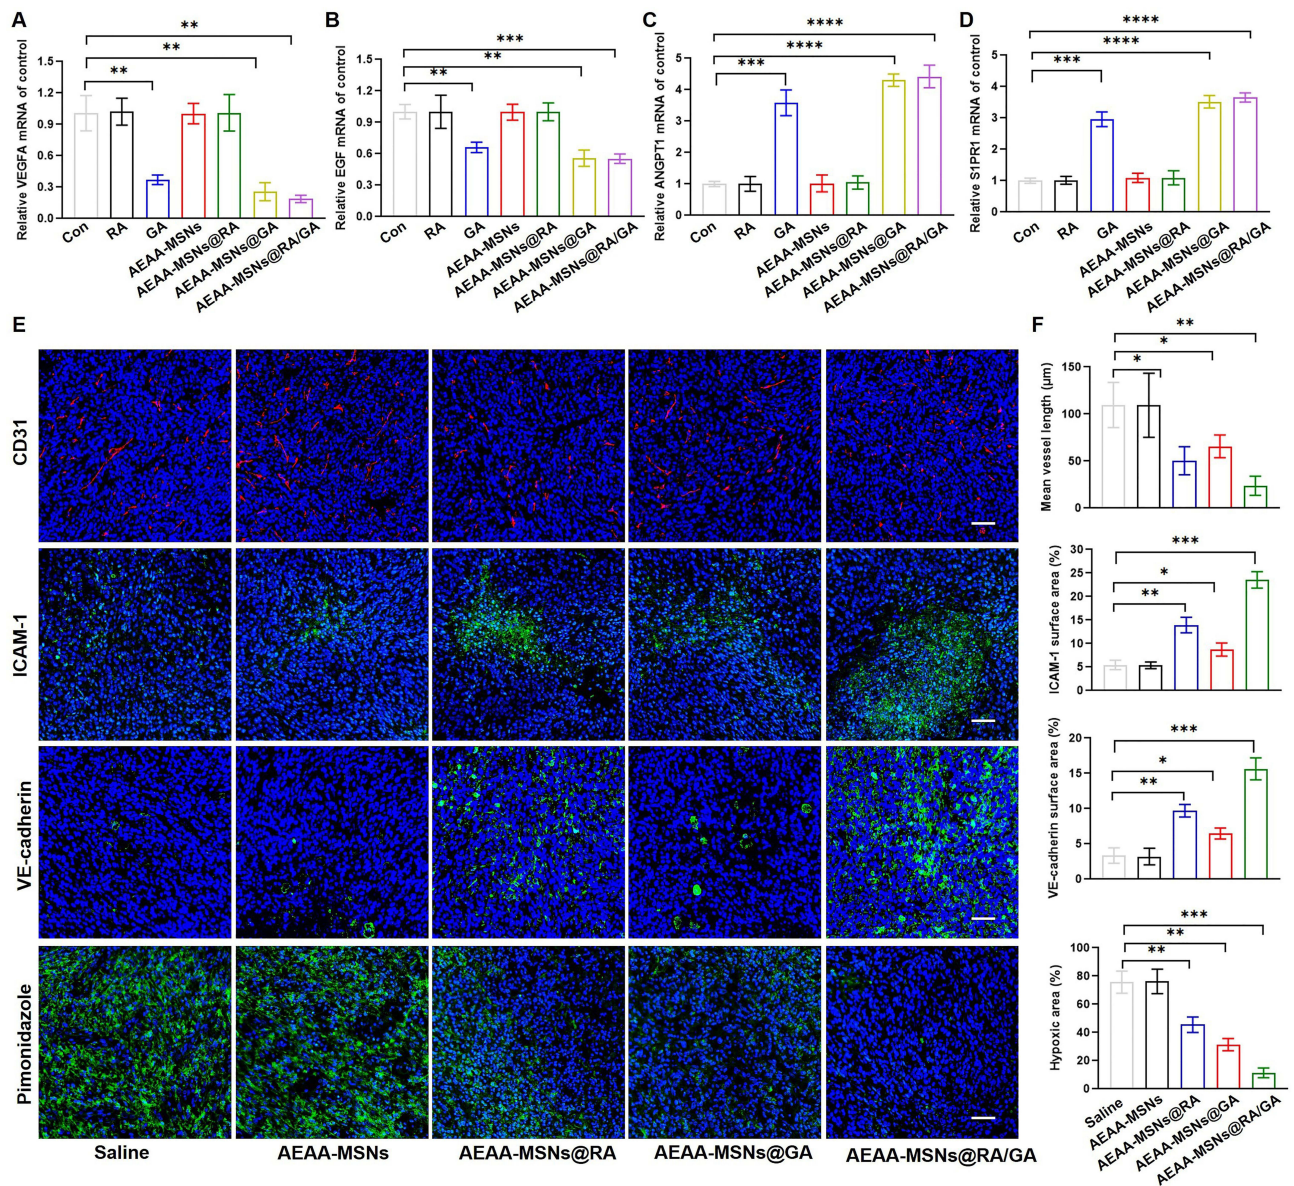 A
Relative VEGFA mRNA of control
1.5
1.2
0.9
0.6
0.3
0.0
**
**
**
Con
RA
GA
AEAA-MSNs
AEAA-MSNs@RA
AEAA-MSNs@GA
AEAA-MSNs@RA/GA
B
Relative EGF mRNA of control
1.5
1.2
0.9
0.6
0.3
0.0
***
**
**
Con
RA
GA
AEAA-MSNs
AEAA-MSNs@RA
AEAA-MSNs@GA
AEAA-MSNs@RA/GA
C
Relative ANGPT1 mRNA of control
5
4
3
2
1
0
****
****
***
Con
RA
GA
AEAA-MSNs
AEAA-MSNs@RA
AEAA-MSNs@GA
AEAA-MSNs@RA/GA
D
Relative S1PR1 mRNA of control
5
4
3
2
1
0
****
****
***
Con
RA
GA
AEAA-MSNs
AEAA-MSNs@RA
AEAA-MSNs@GA
AEAA-MSNs@RA/GA
E
CD31
ICAM-1
VE-cadherin
Pimonidazole
Saline
AEAA-MSNs
AEAA-MSNs@RA
AEAA-MSNs@GA
AEAA-MSNs@RA/GA
F
Mean vessel length (μm)
150
100
50
0
**
*
*
ICAM-1 surface area (%)
30
25
20
15
10
5
0
***
*
**
VE-cadherin surface area (%)
20
15
10
5
0
***
*
**
Hypoxic area (%)
100
80
60
40
20
0
***
**
**
Saline
AEAA-MSNs
AEAA-MSNs@RA
AEAA-MSNs@GA
AEAA-MSNs@RA/GA